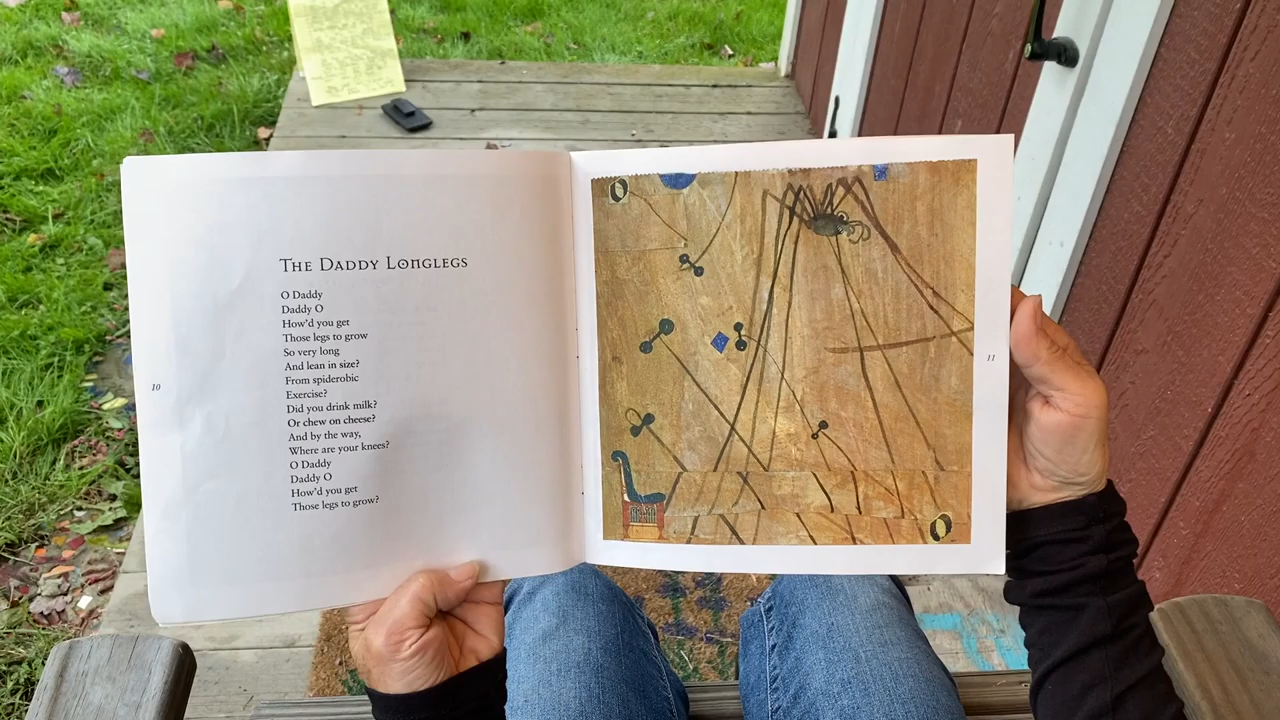 THE DADDY LONGLEGS
O Daddy
Daddy O
How'd you get
Those legs to grow
So very long
And lean in size?
From spiderobic
Exercise?
Did you drink milk?
Or chew on cheese?
And by the way,
Where are your knees?
O Daddy
Daddy O
How'd you get
Those legs to grow?
10
11